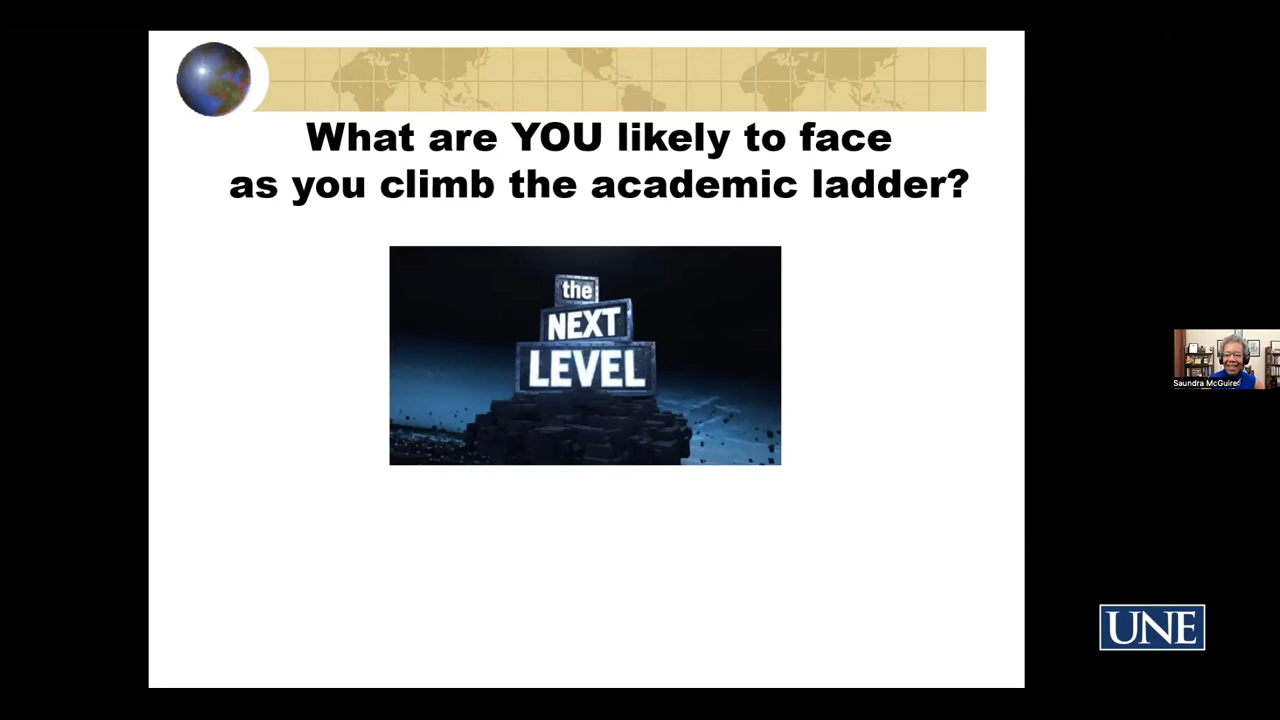 What are YOU likely to face
as you climb the academic ladder?
the
NEXT
LEVEL
Saundra McGuire
UNE